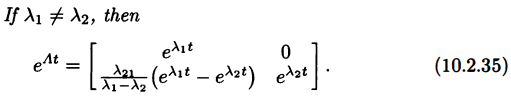 If λ₁ ≠ λ₂, then
e^{Λt} = [ e^{λ₁t} 0 ; λ₂₁/(λ₁−λ₂) (e^{λ₁t} − e^{λ₂t}) e^{λ₂t} ] . (10.2.35)